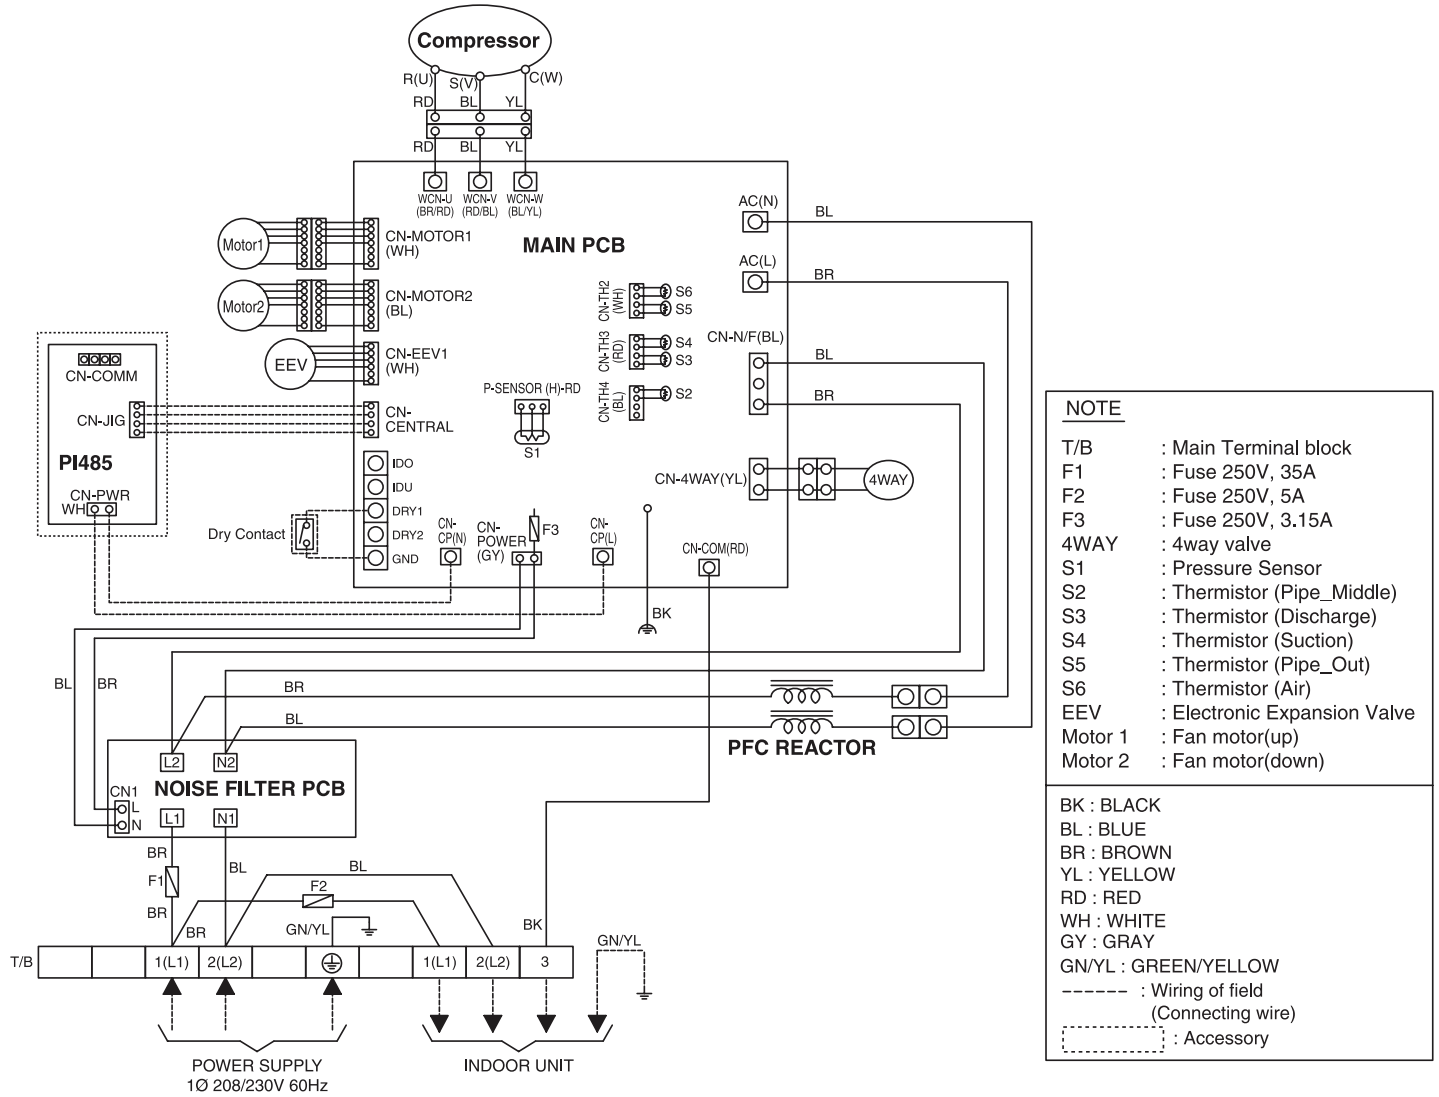 Compressor
R(U) S(V) C(W)
RD BL YL
RD BL YL
WCN-U WCN-V WCN-W
(BR/RD) (RD/BL) (BL/YL)
MAIN PCB
Motor1
CN-MOTOR1
(WH)
Motor2
CN-MOTOR2
(BL)
EEV
CN-EEV1
(WH)
CN-
CENTRAL
CN-COMM
CN-JIG
PI485
CN-PWR
WH
Dry Contact
IDO
IDU
DRY1
DRY2
GND
CN-
CP(N)
CN-
POWER
(GY)
F3
CN-
CP(L)
P-SENSOR (H)-RD
S1
CN-TH2
(WH)
S6
S5
CN-TH3
(RD)
S4
S3
CN-TH4
(BL)
S2
AC(N)
BL
AC(L)
BR
CN-N/F(BL)
BL
BR
CN-4WAY(YL)
4WAY
CN-COM(RD)
BK
BL BR
BR
BL
PFC REACTOR
L2 N2
NOISE FILTER PCB
CN1
L
N
L1 N1
BR
F1
BR
BL
BL
F2
BR
GN/YL
BK
GN/YL
T/B
1(L1) 2(L2) 1(L1) 2(L2) 3
POWER SUPPLY
1Ø 208/230V 60Hz
INDOOR UNIT
NOTE
T/B : Main Terminal block
F1 : Fuse 250V, 35A
F2 : Fuse 250V, 5A
F3 : Fuse 250V, 3.15A
4WAY : 4way valve
S1 : Pressure Sensor
S2 : Thermistor (Pipe_Middle)
S3 : Thermistor (Discharge)
S4 : Thermistor (Suction)
S5 : Thermistor (Pipe_Out)
S6 : Thermistor (Air)
EEV : Electronic Expansion Valve
Motor 1 : Fan motor(up)
Motor 2 : Fan motor(down)
BK : BLACK
BL : BLUE
BR : BROWN
YL : YELLOW
RD : RED
WH : WHITE
GY : GRAY
GN/YL : GREEN/YELLOW
: Wiring of field
(Connecting wire)
: Accessory